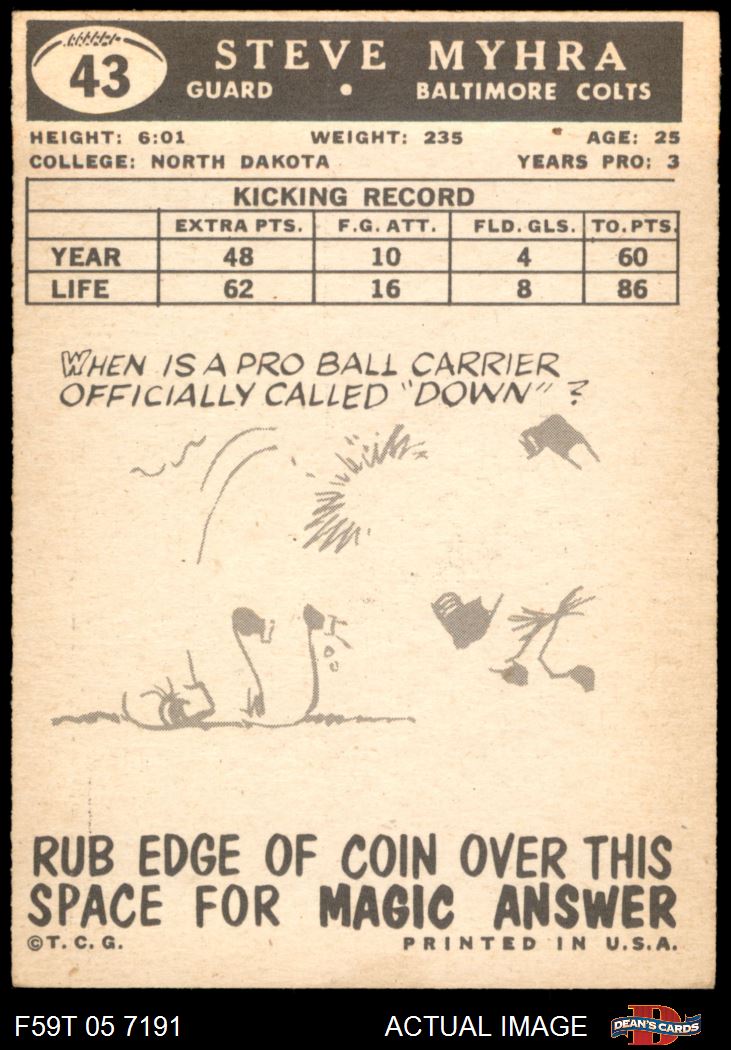 43
STEVE MYHRA
GUARD • BALTIMORE COLTS
HEIGHT: 6:01 WEIGHT: 235 AGE: 25
COLLEGE: NORTH DAKOTA YEARS PRO: 3
KICKING RECORD
EXTRA PTS. F.G. ATT. FLD. GLS. TO. PTS.
YEAR 48 10 4 60
LIFE 62 16 8 86
WHEN IS A PRO BALL CARRIER
OFFICIALLY CALLED "DOWN"?
RUB EDGE OF COIN OVER THIS
SPACE FOR MAGIC ANSWER
©T.C.G. PRINTED IN U.S.A.
F59T 05 7191 ACTUAL IMAGE
D
DEAN'S CARDS